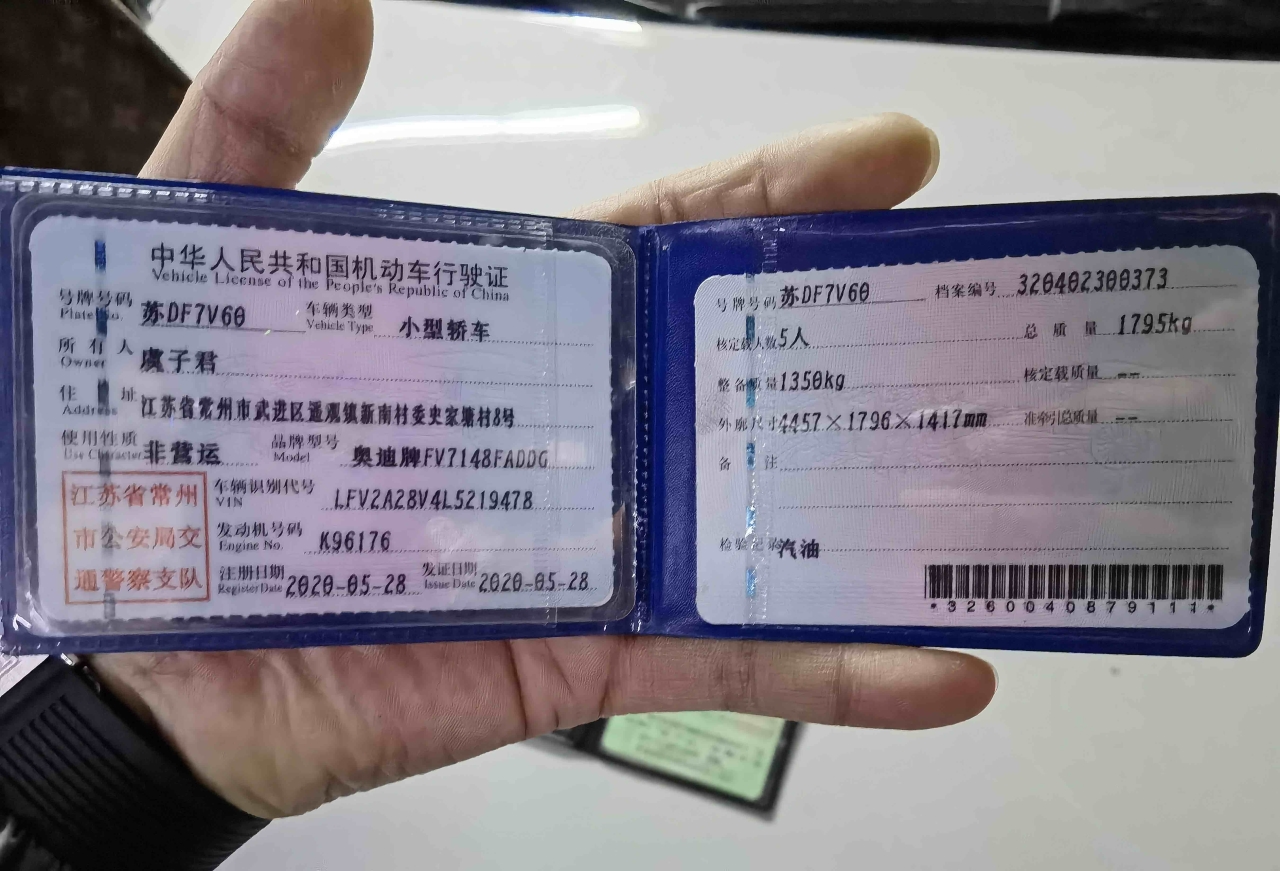 中华人民共和国机动车行驶证
Vehicle License of the People's Republic of China
号牌号码 苏DF7V60 车辆类型 小型轿车
Plate No. Vehicle Type
所有人 虞子君
Owner
住址 江苏省常州市武进区遥观镇新南村委史家塘村8号
Address
使用性质 非营运 品牌型号 奥迪牌FV7148FADDG
Use Character Model
江苏省常州
市公安局交
通警察支队
车辆识别代号 LFV2A28V4L5219478
VIN
发动机号码 K96176
Engine No.
注册日期 2020-05-28 发证日期 2020-05-28
Register Date Issue Date
号牌号码 苏DF7V60 档案编号 320402300373
核定载人数 5人 总质量 1795kg
整备质量 1350kg 核定载质量 --
外廓尺寸 4457×1796×1417mm 准牵引总质量 --
备注
检验记录 汽油
*3260040879111*